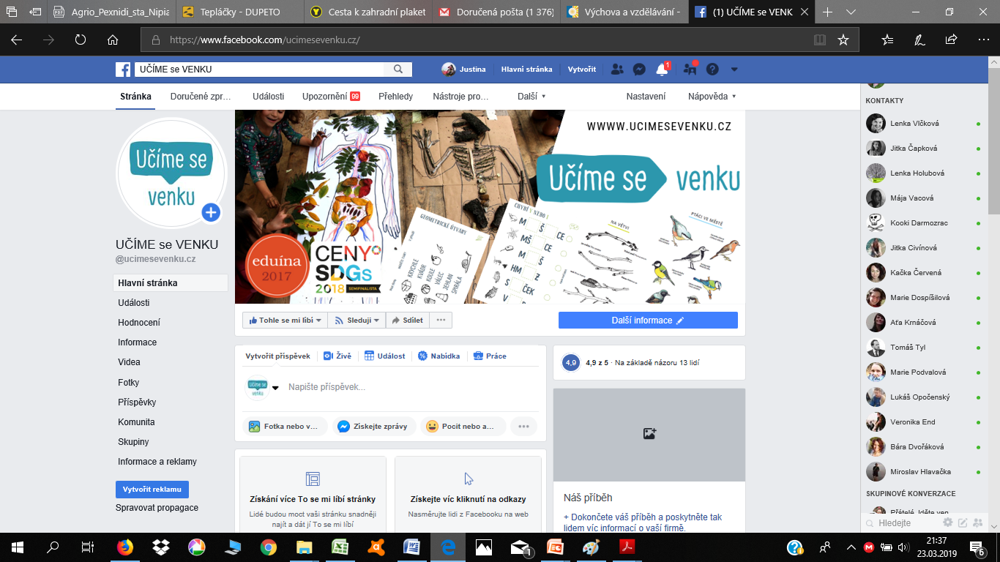 Agrio_Pexnidi_sta_Nipia
Tepláčky - DUPETO
Cesta k zahradní plaket
Doručená pošta (1 376)
Výchova a vzdělávání -
(1) UČÍME se VENK
https://www.facebook.com/ucimesevenku.cz/
UČÍME se VENKU
Justina
Hlavní stránka
Vytvořit
1
Stránka
Doručené zpr...
Události
Upozornění 99
Přehledy
Nástroje pro...
Další
Nastavení
Nápověda
Učíme se
venku
UČÍME se VENKU
@ucimesevenku.cz
Hlavní stránka
Události
Hodnocení
Informace
Videa
Fotky
Příspěvky
Komunita
Skupiny
Informace a reklamy
Vytvořit reklamu
Spravovat propagace
WWWW.UCIMESEVENKU.CZ
Učíme se venku
eduína
2017
CENY
SDGs
2018 SEMIFINALISTA
GEOMETRICKÉ ÚTVARY
KRYCHLE
KVÁDR
KOULE
VÁLEC
JEHLAN
SPIRÁLA
CHYBÍ Y NEBO I
M
Š
CE
MŠ
CE
M
Š
HM
Z
S
ČEK
V
NA VĚTVI
PTÁCI VE MĚSTĚ
Tohle se mi líbí
Sleduji
Sdílet
...
Další informace
Vytvořit příspěvek
Živě
Událost
Nabídka
Práce
Učíme se
venku
Napište příspěvek...
Fotka nebo v...
Získejte zprávy
Pocit nebo a...
Získání více To se mi líbí stránky
Lidé budou moct vaši stránku snadněji
najít a dát jí To se mi líbí
Získejte víc kliknutí na odkazy
Nasměrujte lidi z Facebooku na web
4,9
4,9 z 5 · Na základě názoru 13 lidí
Náš příběh
+ Dokončete váš příběh a poskytněte tak
lidem víc informací o vaší firmě.
KONTAKTY
Lenka Vlčková
Jitka Čapková
Lenka Holubová
Mája Vacová
Kooki Darmozrac
Jitka Civínová
Kačka Červená
Marie Dospíšilová
Aťa Krnáčová
Tomáš Tyl
Marie Podvalová
Lukáš Opočenský
Veronika End
Bára Dvořáková
Miroslav Hlavačka
SKUPINOVÉ KONVERZACE
Přátelé, Jděte ven
Hledejte
1
21:37
23.03.2019
6